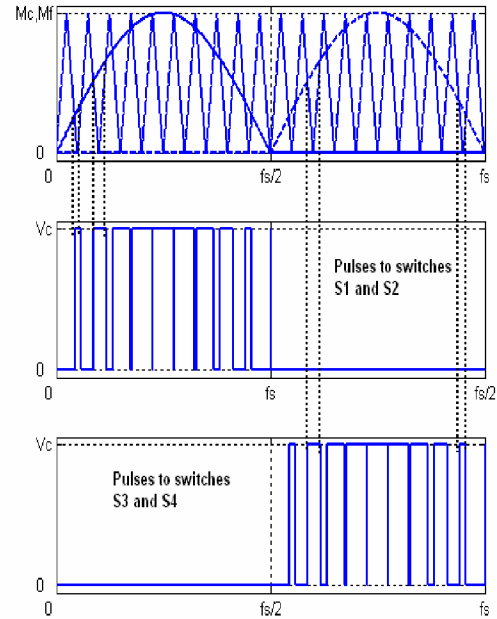 Mc,Mf
0
0 fs/2 fs
Vc
Pulses to switches
S1 and S2
0
0 fs fs/2
Vc
Pulses to switches
S3 and S4
0
0 fs/2 fs